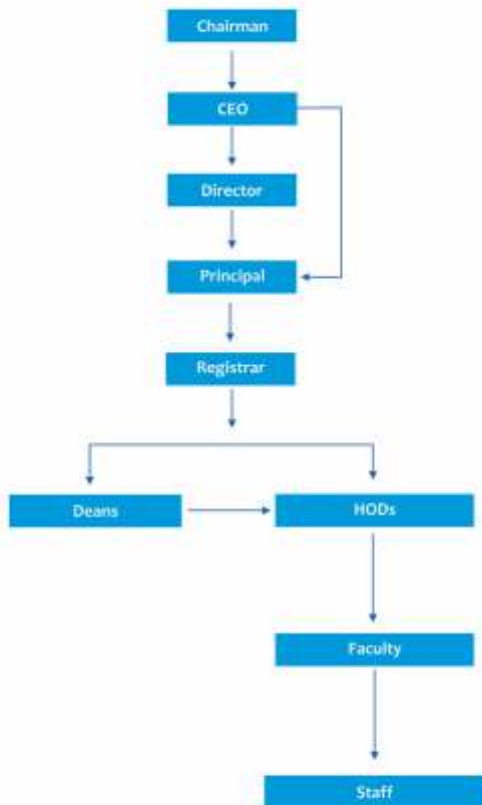 Chairman
CEO
Director
Principal
Registrar
Deans
HODs
Faculty
Staff